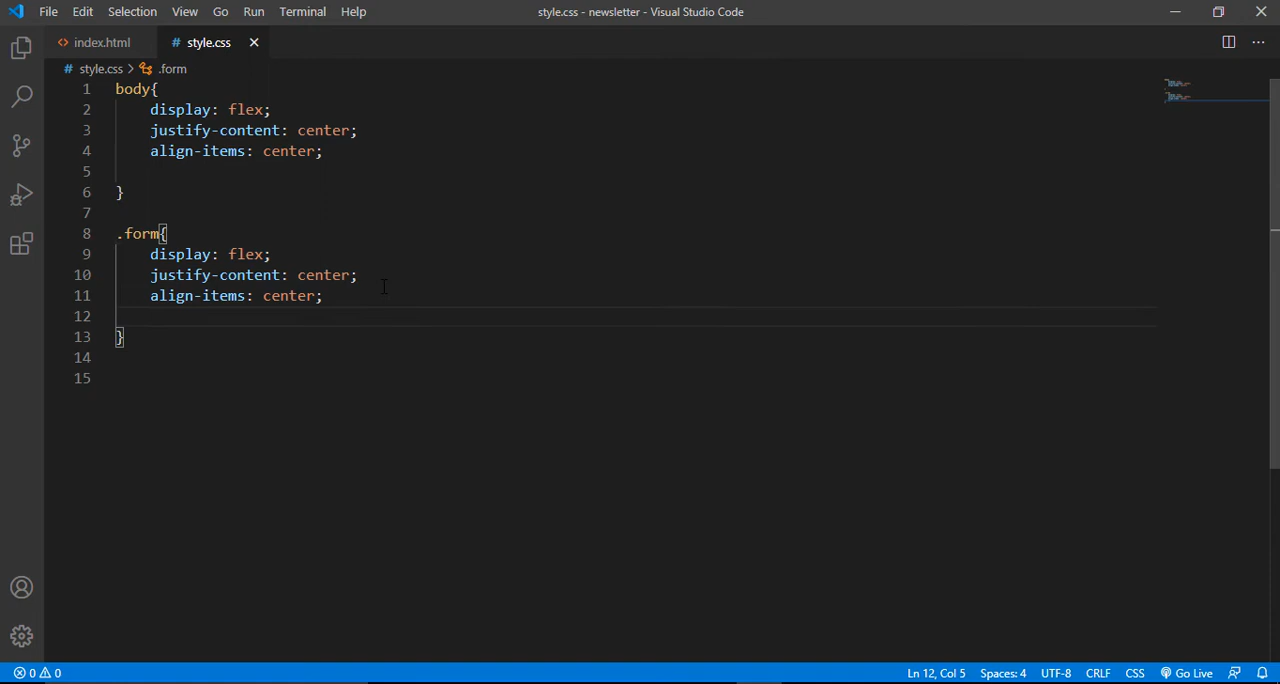 File Edit Selection View Go Run Terminal Help style.css - newsletter - Visual Studio Code
<> index.html # style.css
# style.css > .form
1 body{
2     display: flex;
3     justify-content: center;
4     align-items: center;
5
6 }
7
8 .form{
9     display: flex;
10     justify-content: center;
11     align-items: center;
12
13 }
14
15
0 0 Ln 12, Col 5 Spaces: 4 UTF-8 CRLF CSS Go Live